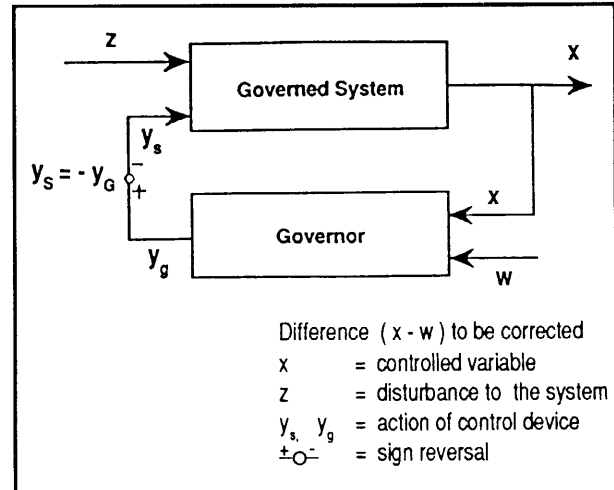 z
x
Governed System
y_s
y_S = - y_G
-
+
x
Governor
y_g
w
Difference ( x - w ) to be corrected
x = controlled variable
z = disturbance to the system
y_s, y_g = action of control device
+ - = sign reversal